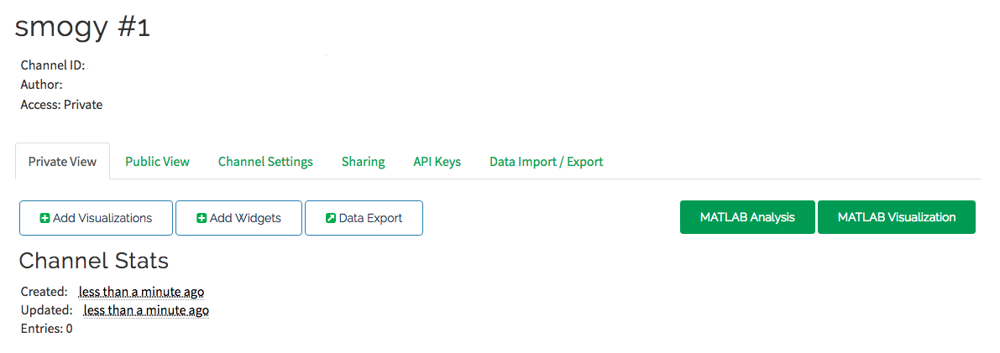 smogy #1
Channel ID:
Author:
Access: Private
Private View Public View Channel Settings Sharing API Keys Data Import / Export
Add Visualizations Add Widgets Data Export MATLAB Analysis MATLAB Visualization
Channel Stats
Created: less than a minute ago
Updated: less than a minute ago
Entries: 0